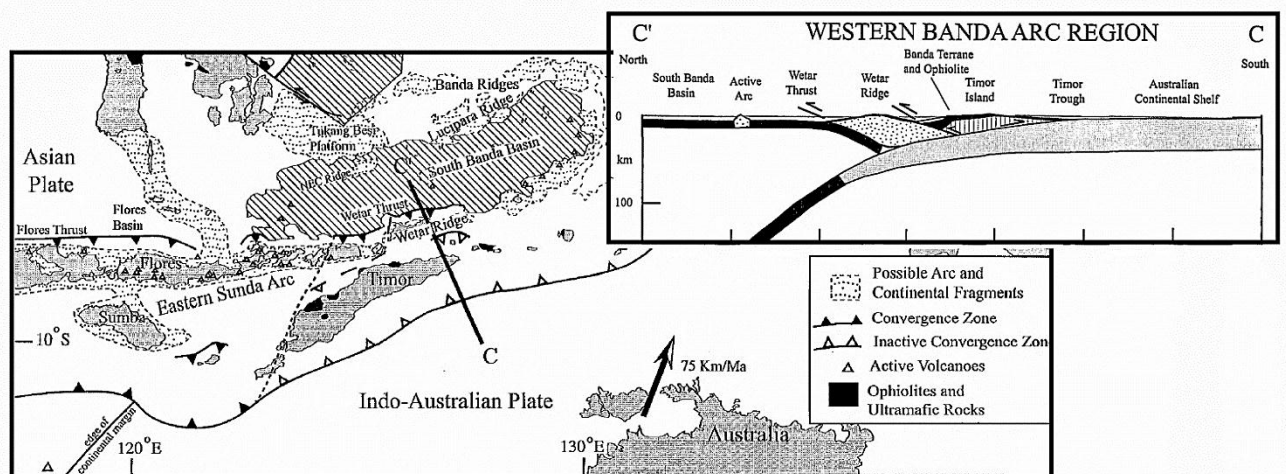 C'
WESTERN BANDA ARC REGION
C
North
South
Banda Terrane
and Ophiolite
South Banda
Basin
Active
Arc
Wetar
Thrust
Wetar
Ridge
Timor
Island
Timor
Trough
Australian
Continental Shelf
0
0
km
100
100
Banda Ridges
Lucipara Ridge
Tukang Besi
Platform
Asian
Plate
C'
South Banda Basin
NEC Ridge
Flores
Basin
Wetar Thrust
Flores Thrust
Wetar Ridge
Flores
Timor
Eastern Sunda Arc
Sumba
10°S
C
75 Km/Ma
Indo-Australian Plate
Australia
edge of
continental margin
120°E
130°E
Possible Arc and
Continental Fragments
Convergence Zone
Inactive Convergence Zon
Active Volcanoes
Ophiolites and
Ultramafic Rocks